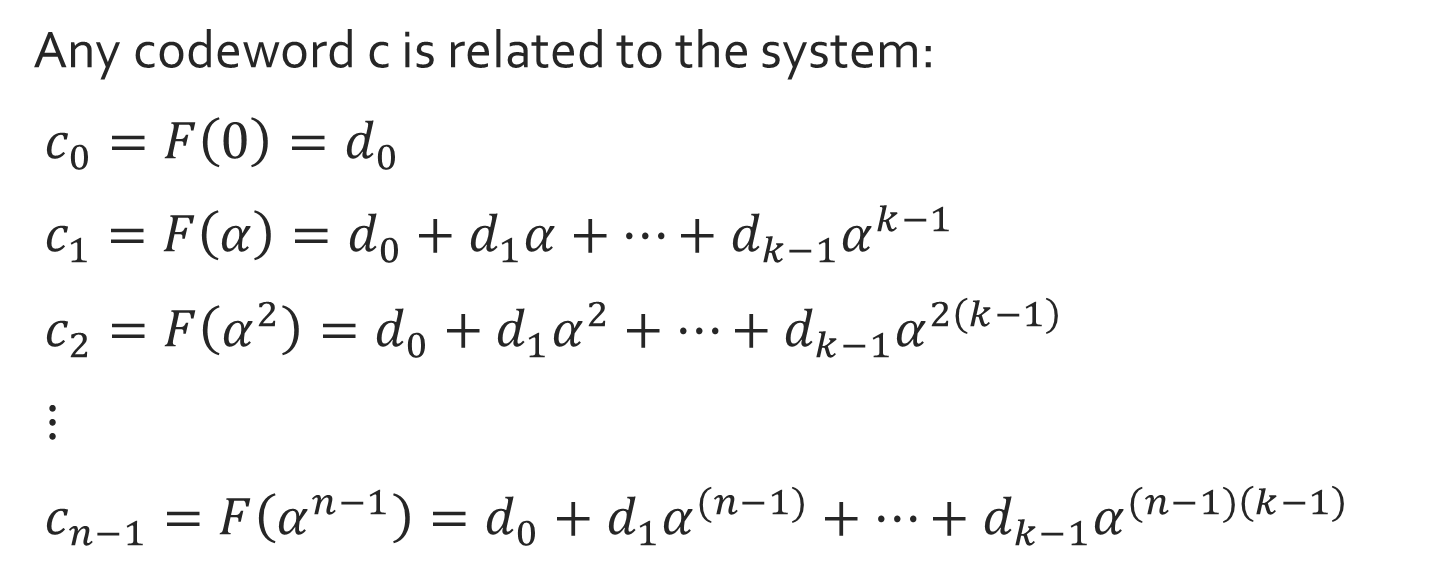 Any codeword c is related to the system:
c₀ = F(0) = d₀
c₁ = F(α) = d₀ + d₁α + ⋯ + dₖ₋₁αᵏ⁻¹
c₂ = F(α²) = d₀ + d₁α² + ⋯ + dₖ₋₁α²⁽ᵏ⁻¹⁾
⋮
cₙ₋₁ = F(αⁿ⁻¹) = d₀ + d₁α⁽ⁿ⁻¹⁾ + ⋯ + dₖ₋₁α⁽ⁿ⁻¹⁾⁽ᵏ⁻¹⁾